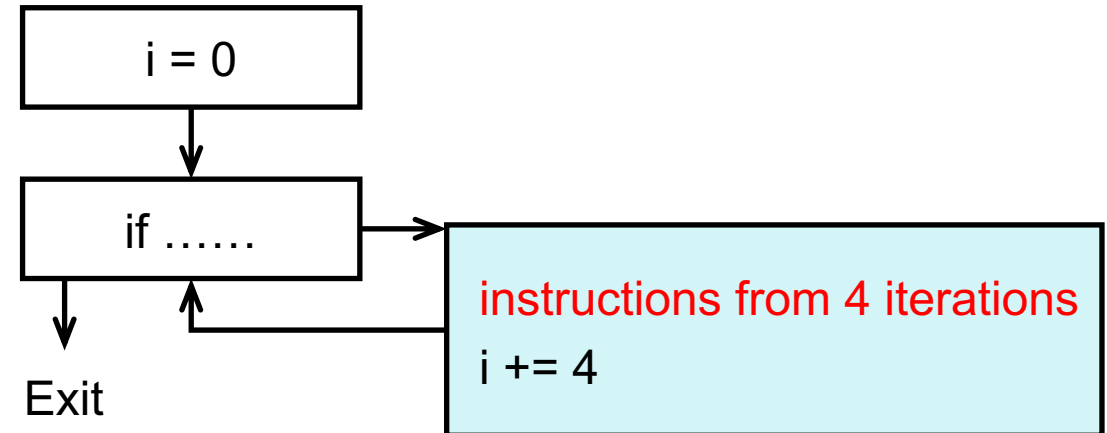 i = 0
if ……
instructions from 4 iterations
i += 4
Exit